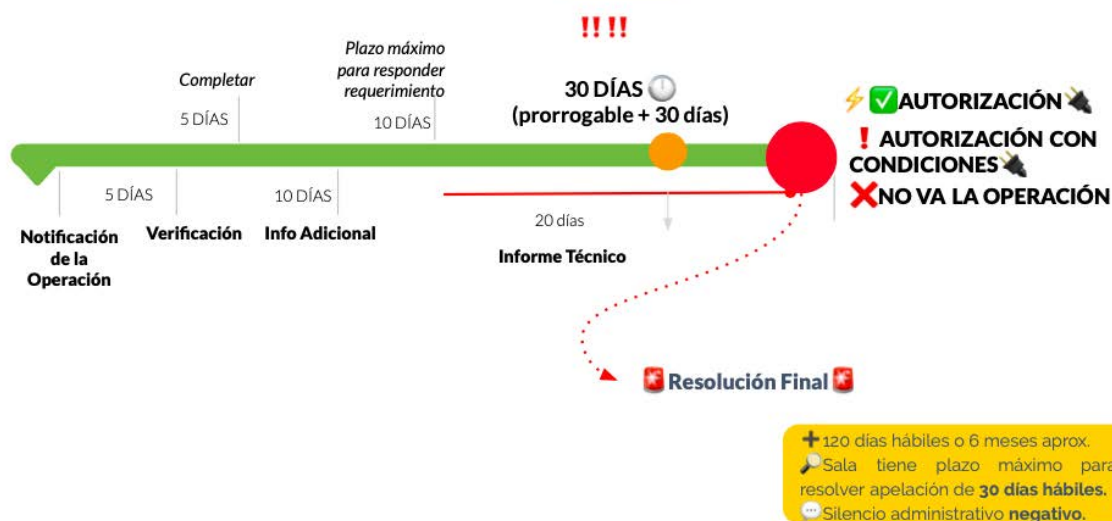 ‼️‼️
Plazo máximo
para responder
requerimiento
Completar
5 DÍAS
10 DÍAS
30 DÍAS 🕛
(prorrogable + 30 días)
⚡✅AUTORIZACIÓN🔌
❗ AUTORIZACIÓN CON
CONDICIONES🔌
❌NO VA LA OPERACIÓN
5 DÍAS
10 DÍAS
20 días
Notificación
de la
Operación
Verificación
Info Adicional
Informe Técnico
🚨Resolución Final🚨
➕120 días hábiles o 6 meses aprox.
🔎Sala tiene plazo máximo para
resolver apelación de 30 días hábiles.
💬Silencio administrativo negativo.